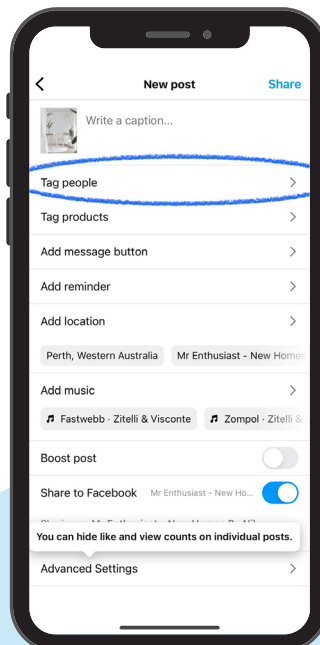 New post
Share
Write a caption...
Tag people
Tag products
Add message button
Add reminder
Add location
Perth, Western Australia
Mr Enthusiast - New Homes
Add music
Fastwebb · Zitelli & Visconte
Zompol · Zitelli &
Boost post
Share to Facebook
Mr Enthusiast - New Ho...
You can hide like and view counts on individual posts.
Advanced Settings